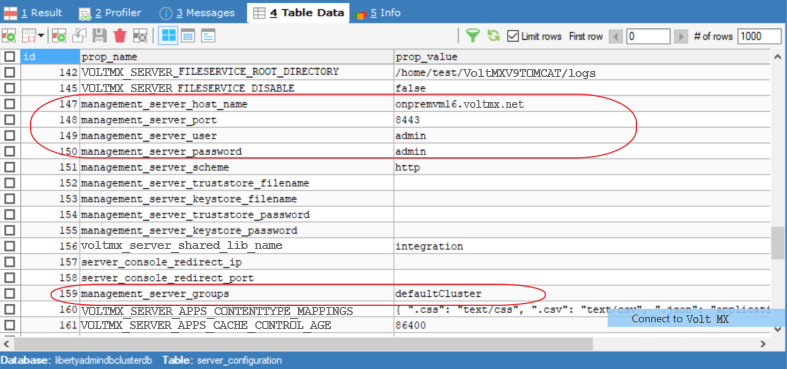 1 Result 2 Profiler 3 Messages 4 Table Data 5 Info
Limit rows First row 0 # of rows 1000
id prop_name prop_value
142 VOLTMX_SERVER_FILESERVICE_ROOT_DIRECTORY /home/test/VoltMXV9TOMCAT/logs
145 VOLTMX_SERVER_FILESERVICE_DISABLE false
147 management_server_host_name onpremvm16.voltmx.net
148 management_server_port 8443
149 management_server_user admin
150 management_server_password admin
151 management_server_scheme http
152 management_server_truststore_filename
153 management_server_keystore_filename
154 management_server_truststore_password
155 management_server_keystore_password
156 voltmx_server_shared_lib_name integration
157 server_console_redirect_ip
158 server_console_redirect_port
159 management_server_groups defaultCluster
160 VOLTMX_SERVER_APPS_CONTENTTYPE_MAPPINGS { ".css": "text/css", ".csv": "text/csv", ".json": "applicati
161 VOLTMX_SERVER_APPS_CACHE_CONTROL_AGE 86400
Connect to Volt MX
Database: libertyadmindbclusterdb Table: server_configuration